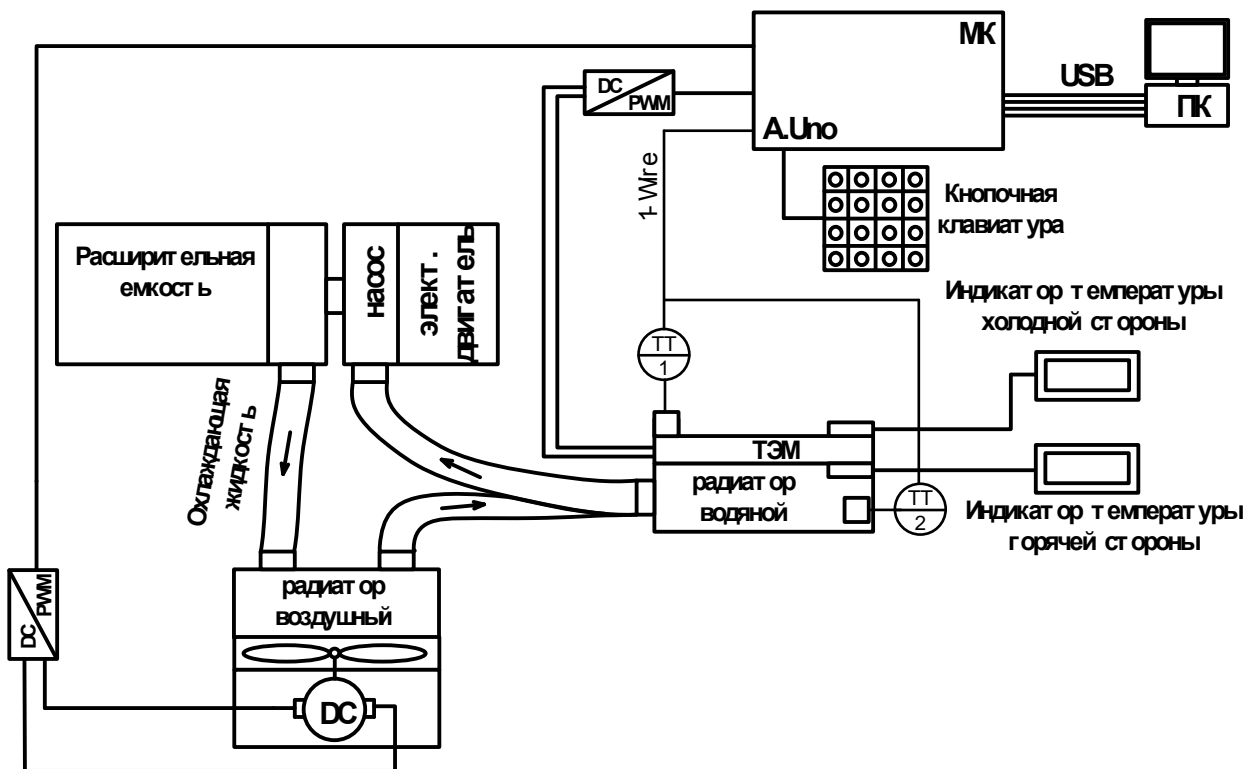 МК
A.Uno
USB
ПК
DC
PWM
1-Wire
Кнопочная
клавиатура
Расширительная
емкость
насос
элект.
двигатель
Индикатор температуры
холодной стороны
TT
1
ТЭМ
радиатор
водяной
TT
2
Индикатор температуры
горячей стороны
Охлаждающая
жидкость
радиатор
воздушный
DC
PWM
DC